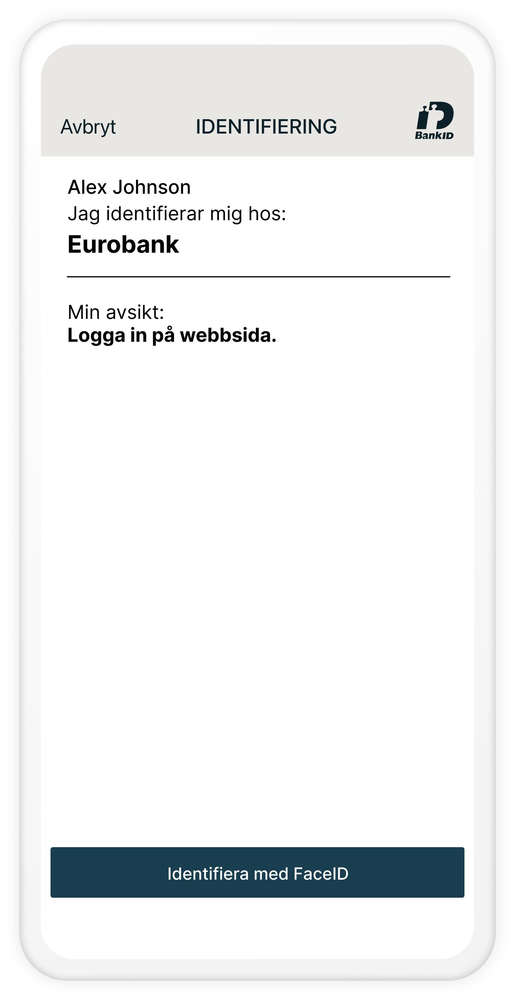 Avbryt IDENTIFIERING BankID
Alex Johnson
Jag identifierar mig hos:
Eurobank
Min avsikt:
Logga in på webbsida.
Identifiera med FaceID